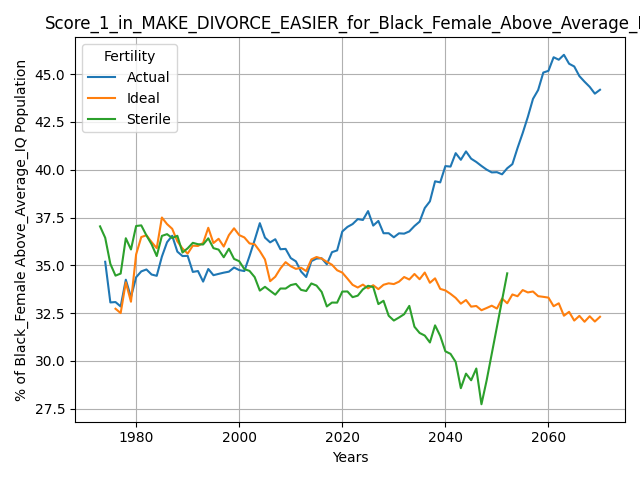 Score_1_in_MAKE_DIVORCE_EASIER_for_Black_Female_Above_Average_I
Fertility
Actual
Ideal
Sterile
% of Black_Female Above_Average_IQ Population
45.0
42.5
40.0
37.5
35.0
32.5
30.0
27.5
1980
2000
2020
2040
2060
Years